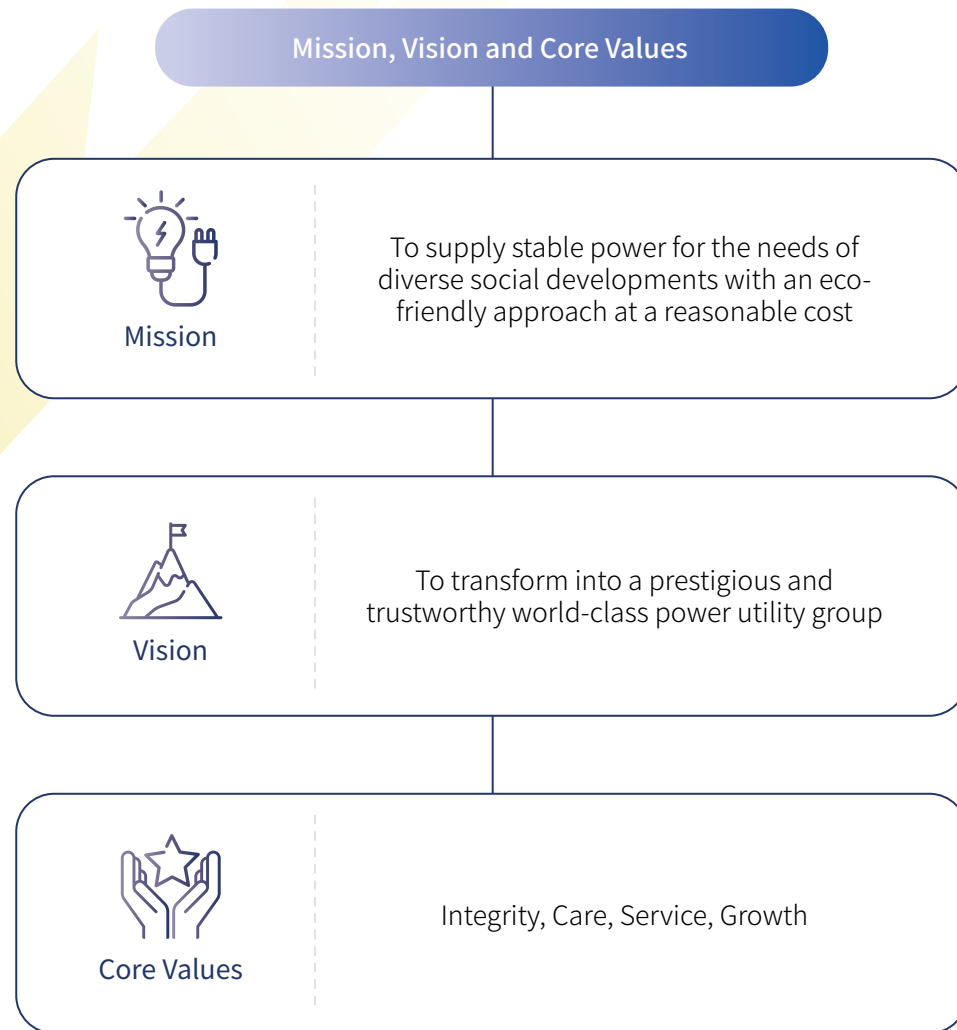 Mission, Vision and Core Values
Mission
To supply stable power for the needs of
diverse social developments with an eco-
friendly approach at a reasonable cost
Vision
To transform into a prestigious and
trustworthy world-class power utility group
Core Values
Integrity, Care, Service, Growth